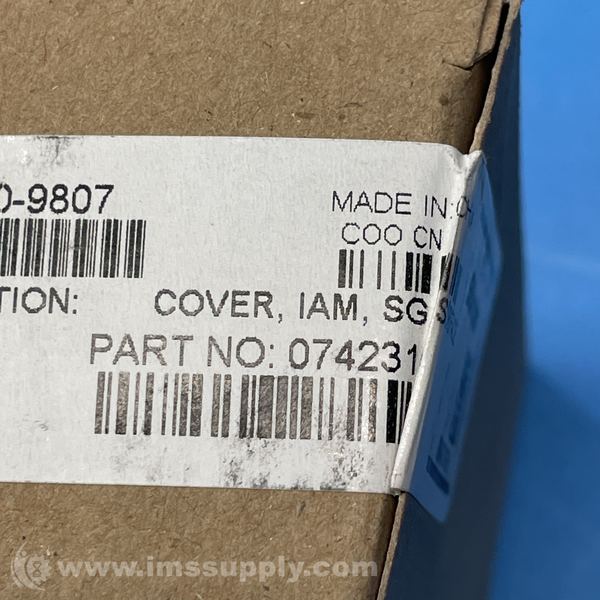 0-9807
MADE IN:
COO CN
TION: COVER, IAM, SG
PART NO: 074231
www.imssupply.com